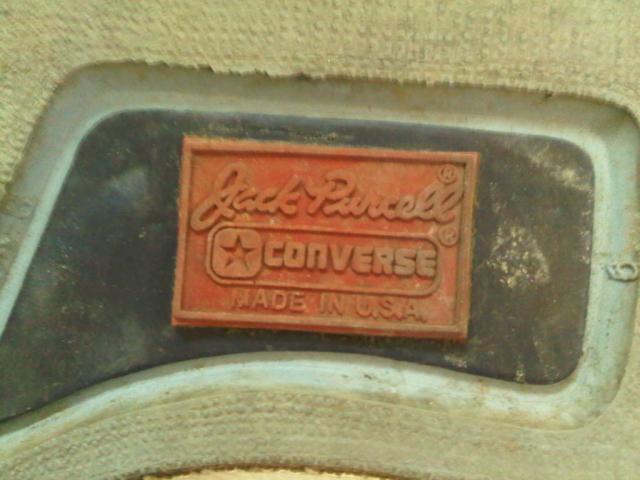 Jack Purcell®
CONVERSE®
MADE IN U.S.A.